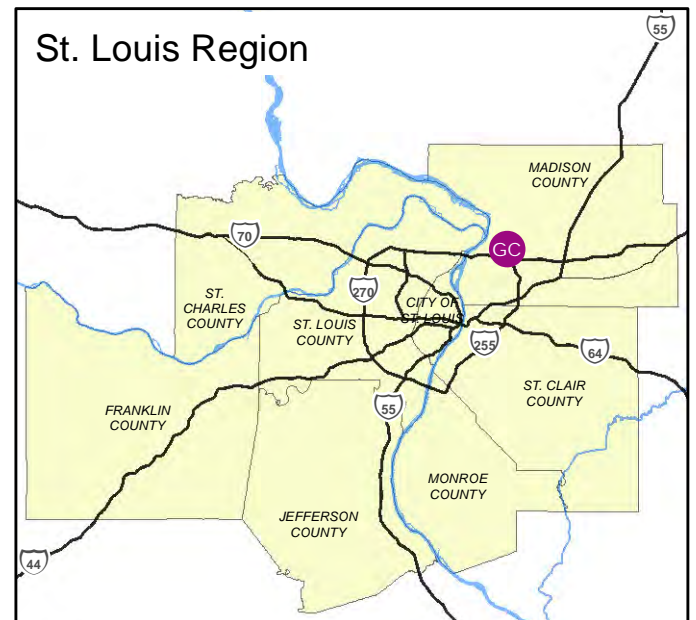 St. Louis Region
55
MADISON
COUNTY
70
GC
270
ST.
CHARLES
COUNTY
CITY OF
ST. LOUIS
ST. LOUIS
COUNTY
255
64
ST. CLAIR
COUNTY
FRANKLIN
COUNTY
55
MONROE
COUNTY
JEFFERSON
COUNTY
44